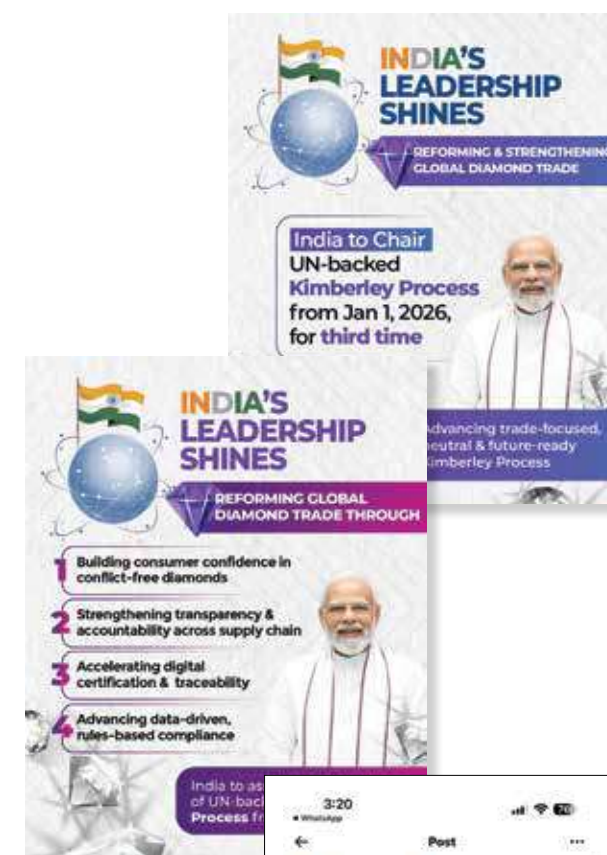 INDIA'S
LEADERSHIP
SHINES
REFORMING & STRENGTHENING
GLOBAL DIAMOND TRADE
India to Chair
UN-backed
Kimberley Process
from Jan 1, 2026,
for third time
Advancing trade-focused,
neutral & future-ready
Kimberley Process
INDIA'S
LEADERSHIP
SHINES
REFORMING GLOBAL
DIAMOND TRADE THROUGH
1 Building consumer confidence in
conflict-free diamonds
2 Strengthening transparency &
accountability across supply chain
3 Accelerating digital
certification & traceability
4 Advancing data-driven,
rules-based compliance
India to as
of UN-back
Process fr
3:20
WhatsApp
70
Post